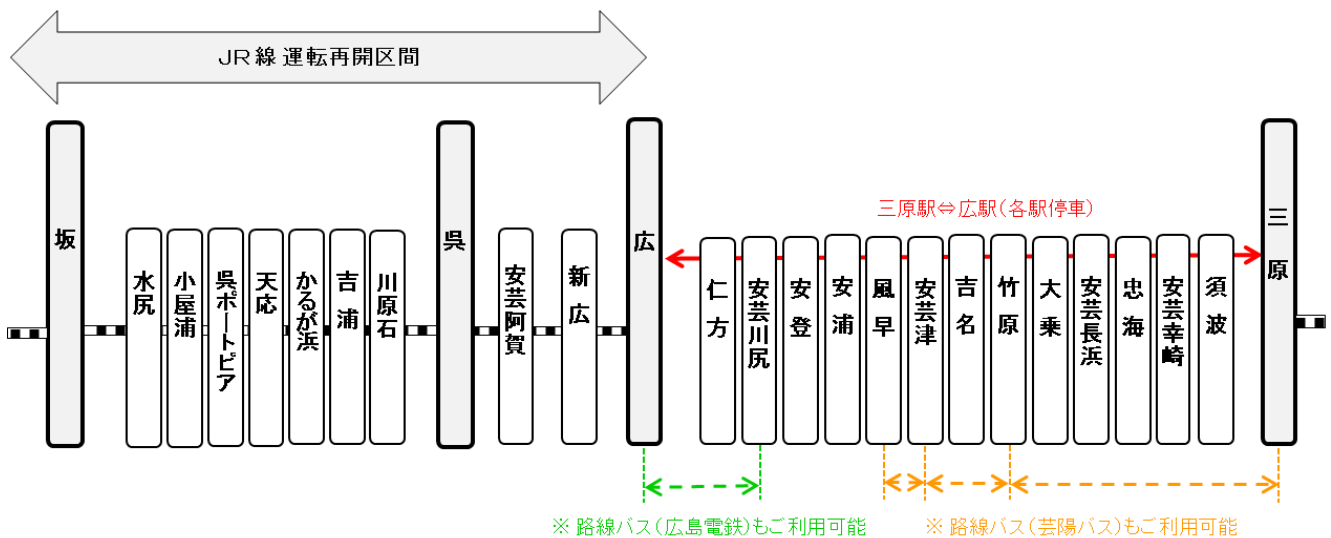 JR線 運転再開区間
三原駅⇔広駅(各駅停車)
坂
水尻
小屋浦
呉ポートピア
天応
かるが浜
吉浦
川原石
呉
安芸阿賀
新広
広
仁方
安芸川尻
安登
安浦
風早
安芸津
吉名
竹原
大乗
安芸長浜
忠海
安芸幸崎
須波
三原
※ 路線バス(広島電鉄)もご利用可能
※ 路線バス(芸陽バス)もご利用可能